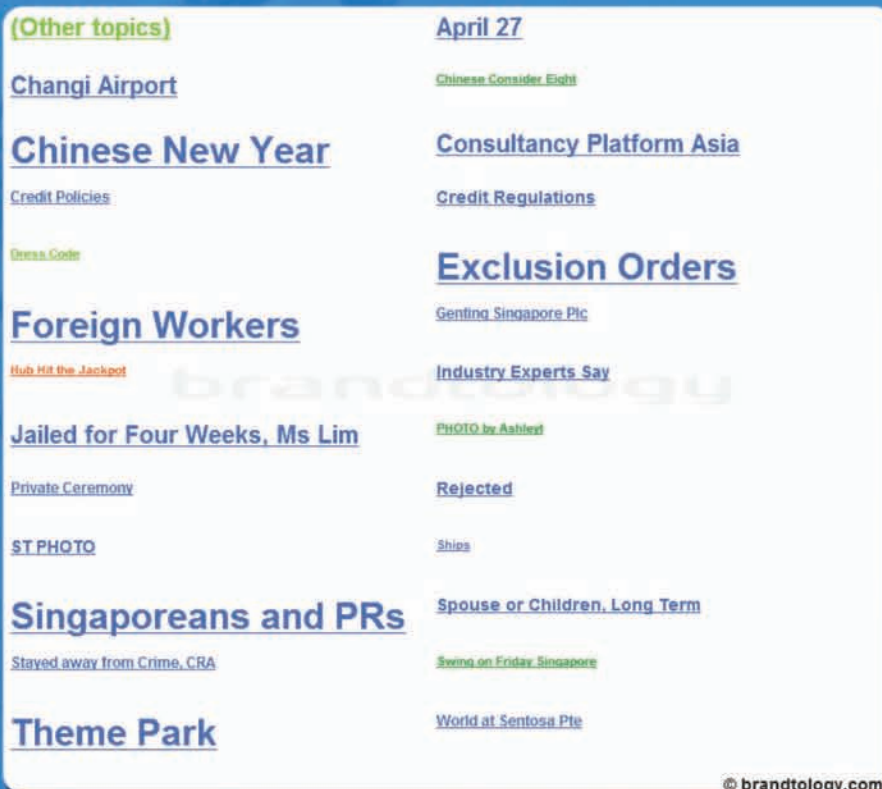 (Other topics)
Changi Airport
Chinese New Year
Credit Policies
Dress Code
Foreign Workers
Hub Hit the Jackpot
Jailed for Four Weeks, Ms Lim
Private Ceremony
ST PHOTO
Singaporeans and PRs
Stayed away from Crime, CRA
Theme Park
April 27
Chinese Consider Eight
Consultancy Platform Asia
Credit Regulations
Exclusion Orders
Genting Singapore Plc
Industry Experts Say
PHOTO by Ashleyt
Rejected
Ships
Spouse or Children, Long Term
Swing on Friday Singapore
World at Sentosa Pte
brandtology
© brandtology.com